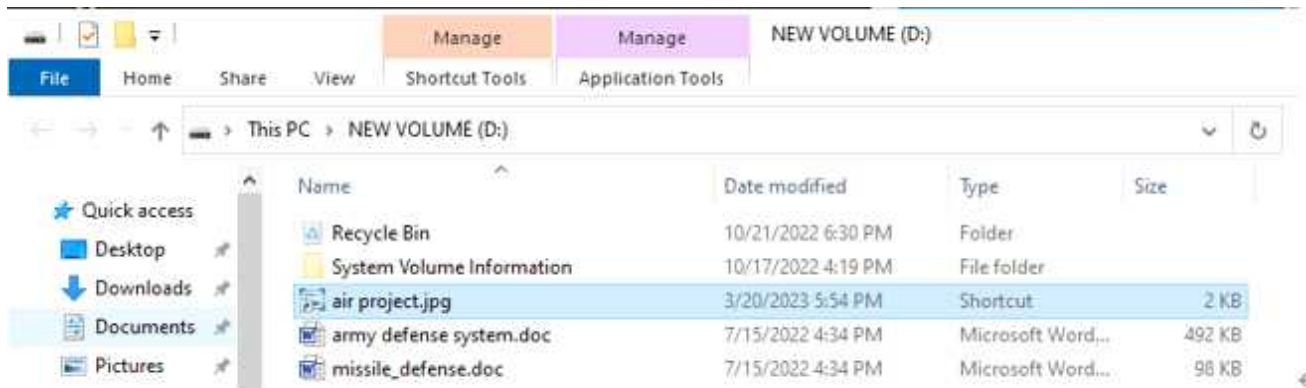 Manage Manage NEW VOLUME (D:)
File Home Share View Shortcut Tools Application Tools
This PC > NEW VOLUME (D:)
Name Date modified Type Size
Quick access
Recycle Bin 10/21/2022 6:30 PM Folder
Desktop
System Volume Information 10/17/2022 4:19 PM File folder
Downloads
air project.jpg 3/20/2023 5:54 PM Shortcut 2 KB
Documents
army defense system.doc 7/15/2022 4:34 PM Microsoft Word... 492 KB
Pictures
missile_defense.doc 7/15/2022 4:34 PM Microsoft Word... 98 KB